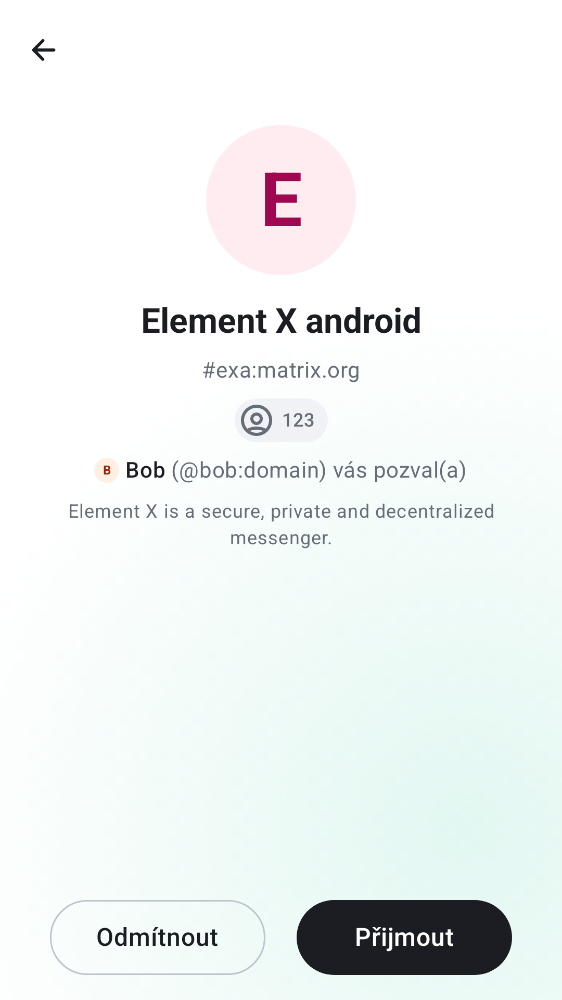 E
Element X android
#exa:matrix.org
123
B Bob (@bob:domain) vás pozval(a)
Element X is a secure, private and decentralized
messenger.
Odmítnout
Přijmout